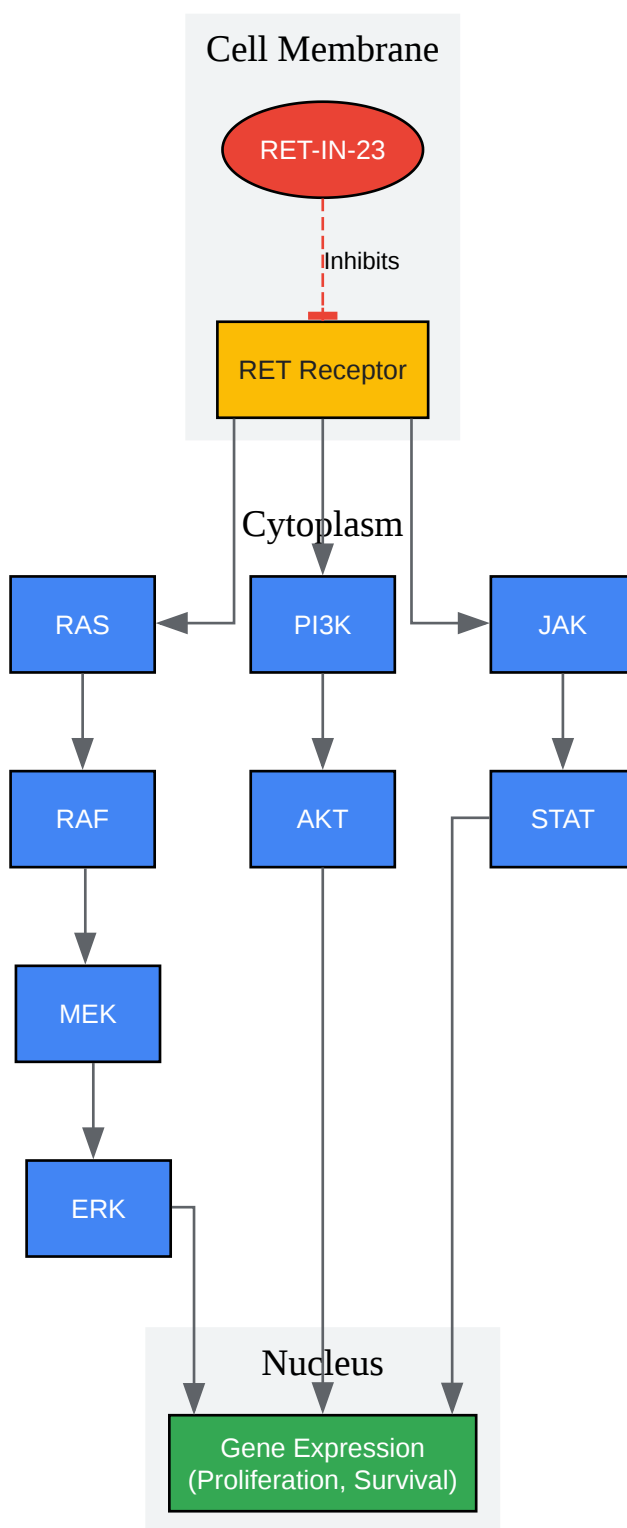 Cell Membrane
RET-IN-23
Inhibits
RET Receptor
Cytoplasm
RAS
PI3K
JAK
RAF
AKT
STAT
MEK
ERK
Nucleus
Gene Expression
(Proliferation, Survival)